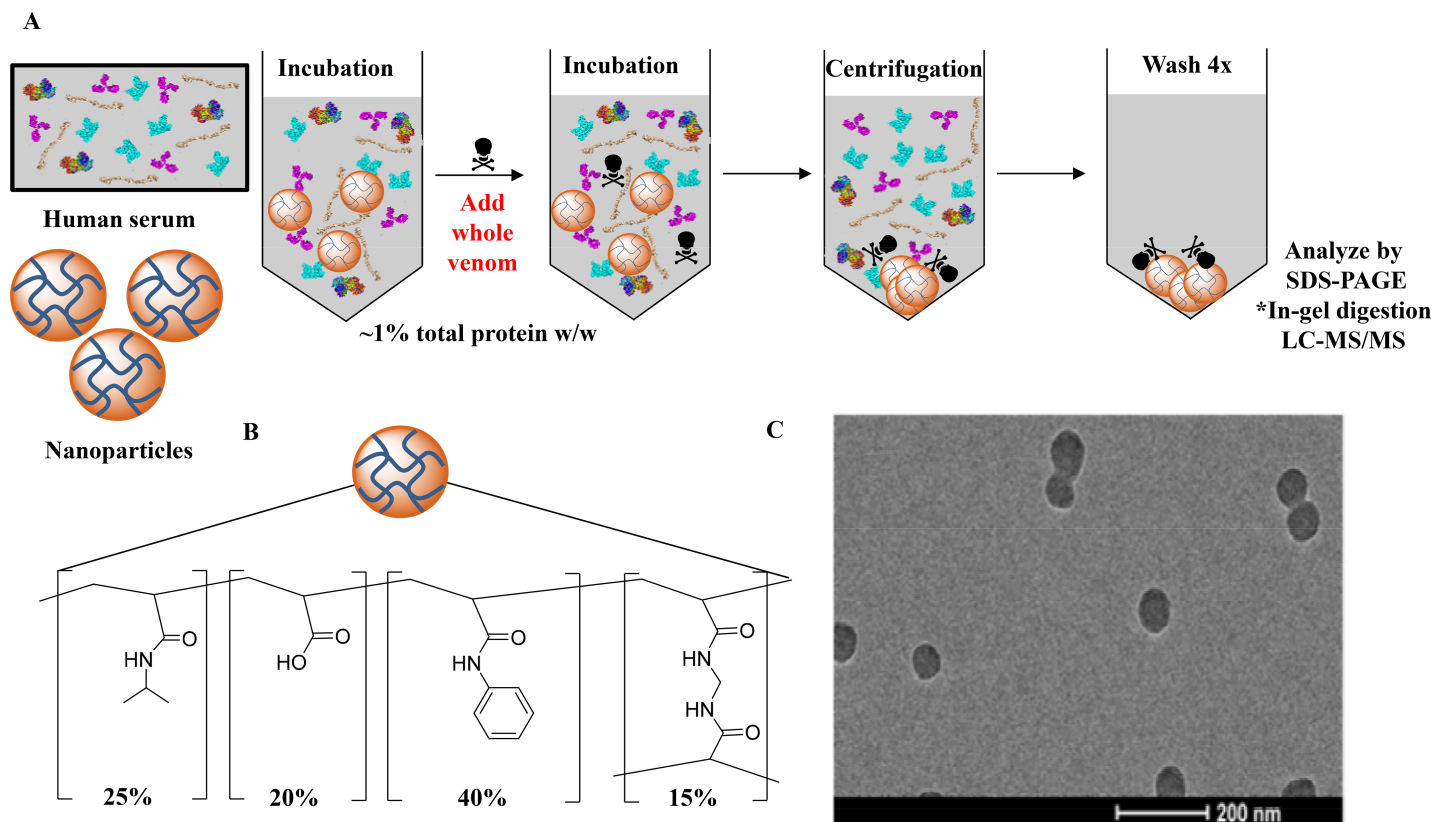 A
Human serum
Nanoparticles
Incubation
Add
whole
venom
Incubation
~1% total protein w/w
Centrifugation
Wash 4x
Analyze by
SDS-PAGE
*In-gel digestion
LC-MS/MS
B
HN
O
25%
HO
O
20%
HN
O
40%
O
HN
HN
O
15%
C
200 nm